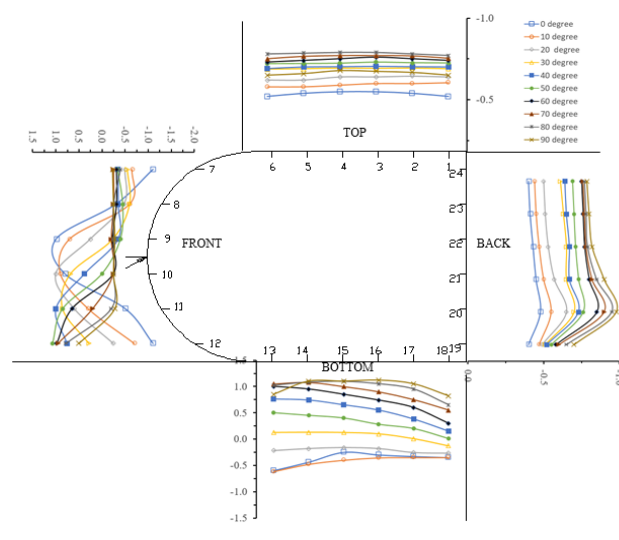 -1.0
0 degree
10 degree
20 degree
30 degree
40 degree
50 degree
60 degree
70 degree
80 degree
90 degree
-0.5
TOP
1.5 1.0 0.5 0.0 -0.5 -1.0 -1.5 -2.0
6 5 4 3 2 1
7
8
9
10
11
12
FRONT
BACK
24
23
22
21
20
19
13 14 15 16 17 18
BOTTOM
0.0 -0.5 -1.0
1.5
1.0
0.5
0.0
-0.5
-1.0
-1.5